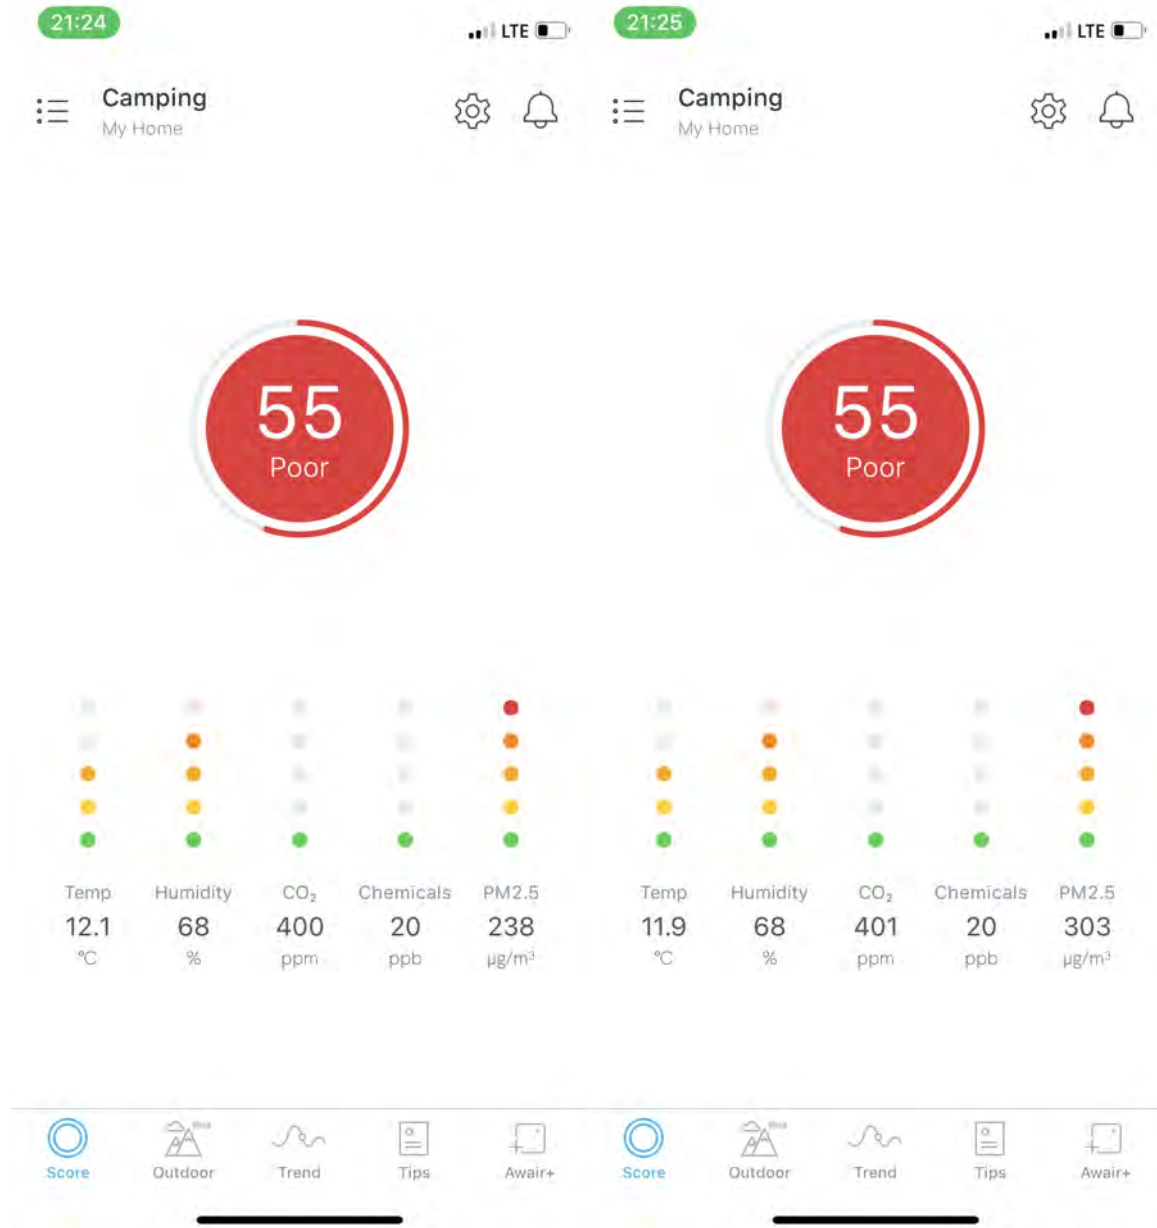 21:24
LTE
Camping
My Home
55
Poor
Temp Humidity CO₂ Chemicals PM2.5
12.1 68 400 20 238
°C % ppm ppb µg/m³
Score Outdoor Trend Tips Awair+
21:25
LTE
Camping
My Home
55
Poor
Temp Humidity CO₂ Chemicals PM2.5
11.9 68 401 20 303
°C % ppm ppb µg/m³
Score Outdoor Trend Tips Awair+